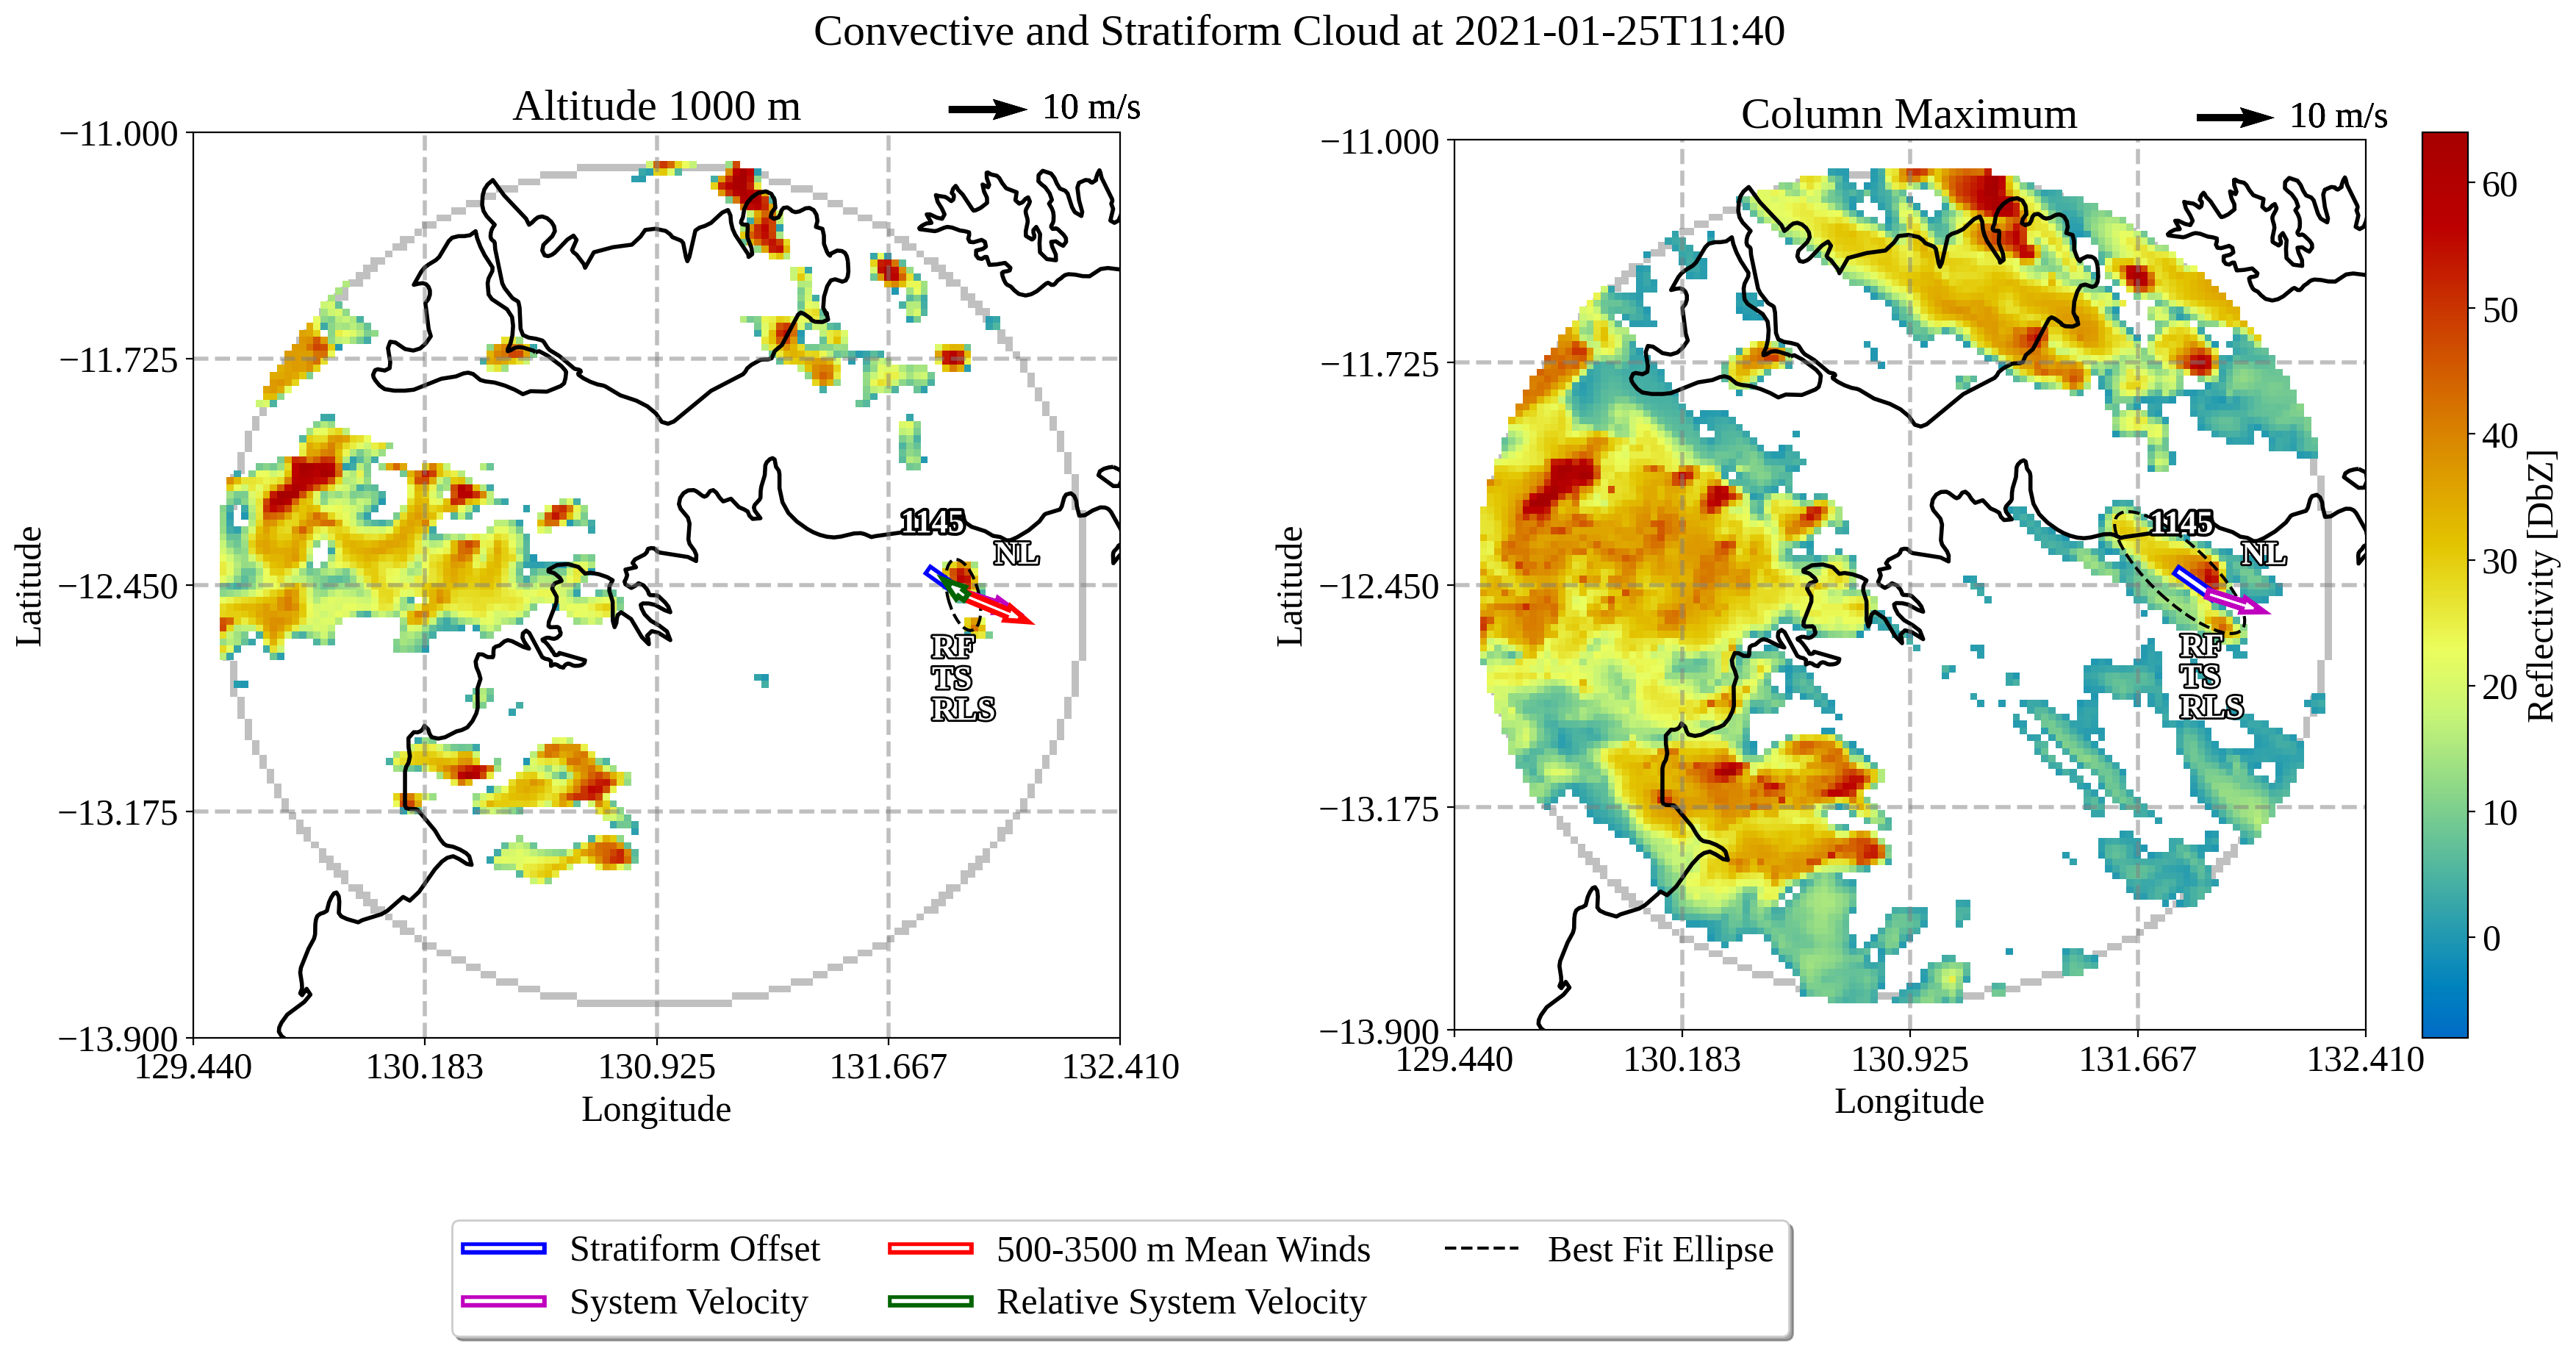 Convective and Stratiform Cloud at 2021-01-25T11:40
Altitude 1000 m
10 m/s
−11.000
−11.725
−12.450
−13.175
−13.900
Latitude
129.440
130.183
130.925
131.667
132.410
Longitude
1145
NL
RF
TS
RLS
Column Maximum
10 m/s
−11.000
−11.725
−12.450
−13.175
−13.900
Latitude
129.440
130.183
130.925
131.667
132.410
Longitude
1145
NL
RF
TS
RLS
60
50
40
30
20
10
0
Reflectivity [DbZ]
Stratiform Offset
System Velocity
500-3500 m Mean Winds
Relative System Velocity
Best Fit Ellipse